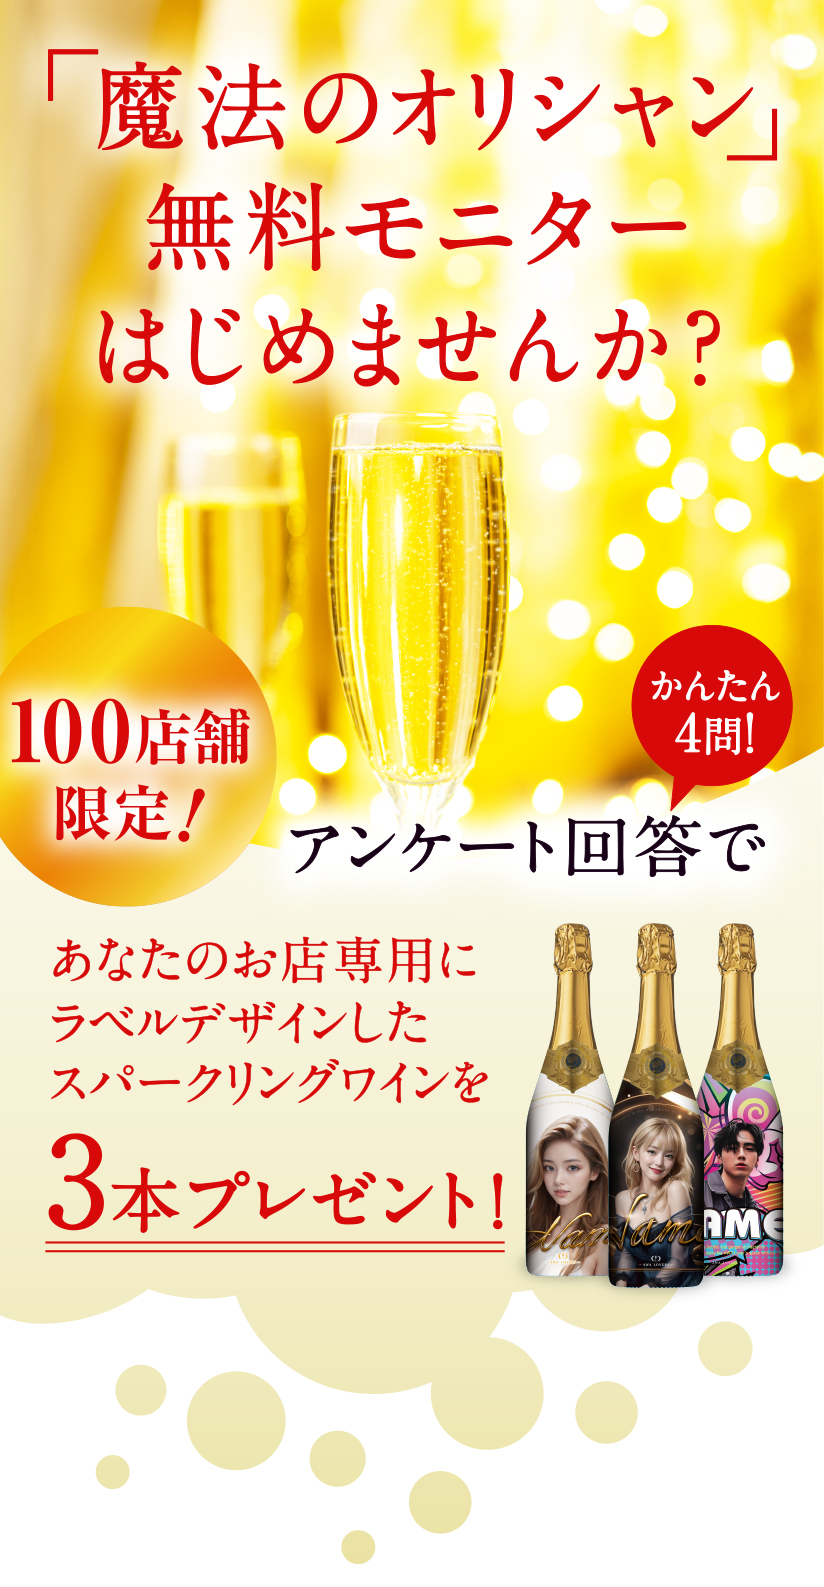 「魔法のオリシャン」
無料モニター
はじめませんか?
100店舗
限定!
かんたん
4問!
アンケート回答で
あなたのお店専用に
ラベルデザインした
スパークリングワインを
3本プレゼント!
Name
AME